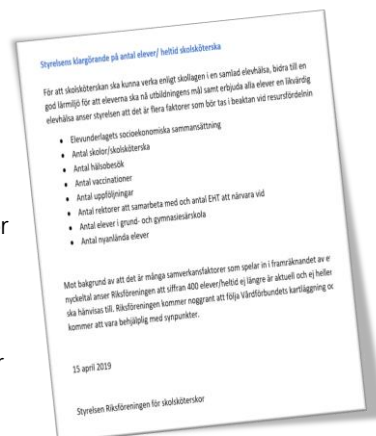 Styrelsens klargörande på antal elever/ heltid skolsköterska
För att skolsköterskan ska kunna verka enligt skollagen i en samlad elevhälsa, bidra till en
god lärmiljö för att eleverna ska nå utbildningens mål samt erbjuda alla elever en likvärdig
elevhälsa anser styrelsen att det är flera faktorer som bör tas i beaktan vid resursfördelnin
• Elevunderlagets socioekonomiska sammansättning
• Antal skolor/skolsköterska
• Antal hälsobesök
• Antal vaccinationer
• Antal uppföljningar
• Antal rektorer att samarbeta med och antal EHT att närvara vid
• Antal elever i grund- och gymnasiesärskola
• Antal nyanlända elever
Mot bakgrund av att det är många samverkansfaktorer som spelar in i framräknandet av e
nyckeltal anser Riksföreningen att siffran 400 elever/heltid ej längre är aktuell och ej heller
ska hänvisas till. Riksföreningen kommer noggrant att följa Vårdförbundets kartläggning oc
kommer att vara behjälplig med synpunkter.
15 april 2019
Styrelsen Riksföreningen för skolsköterskor
r
r